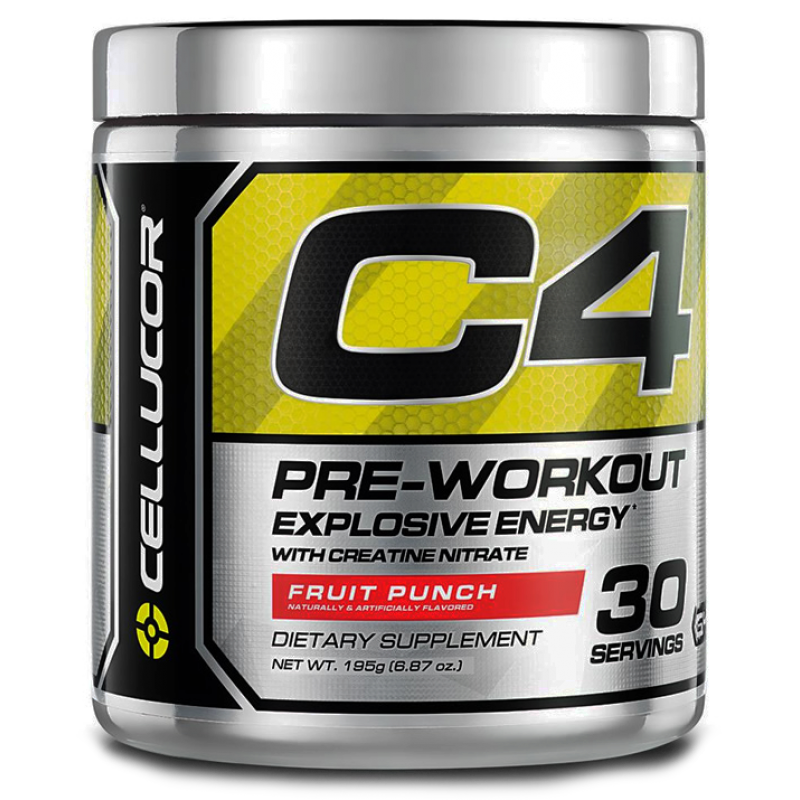 CELLUCOR®
C4
PRE-WORKOUT
EXPLOSIVE ENERGY*
WITH CREATINE NITRATE
FRUIT PUNCH
NATURALLY & ARTIFICIALLY FLAVORED
DIETARY SUPPLEMENT
NET WT. 195g (6.87 oz.)
30
SERVINGS